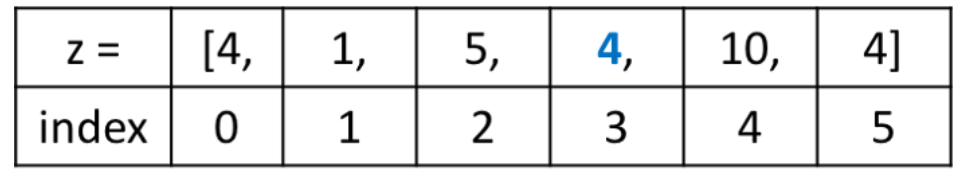 z = [4, 1, 5, 4, 10, 4]
index 0 1 2 3 4 5